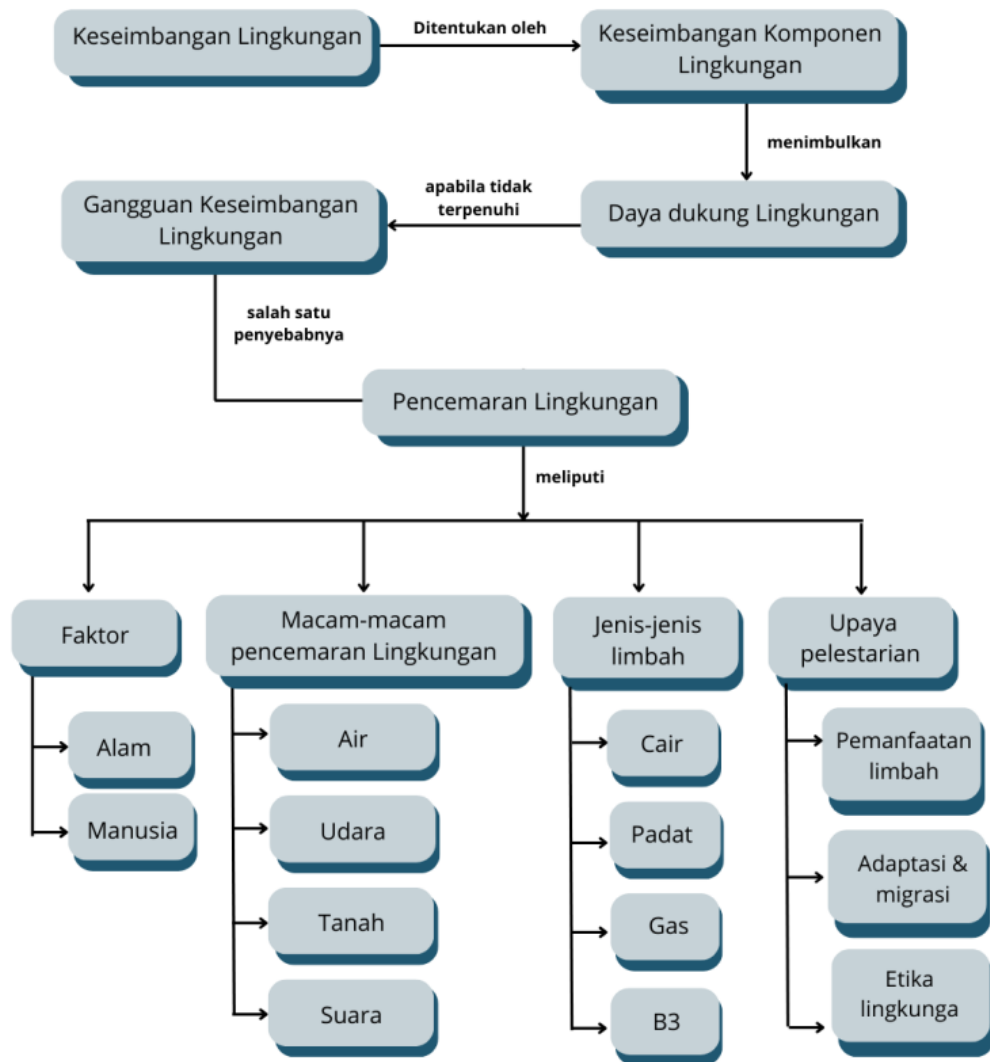 Keseimbangan Lingkungan
Ditentukan oleh
Keseimbangan Komponen
Lingkungan
menimbulkan
Daya dukung Lingkungan
apabila tidak
terpenuhi
Gangguan Keseimbangan
Lingkungan
salah satu
penyebabnya
Pencemaran Lingkungan
meliputi
Faktor
Alam
Manusia
Macam-macam
pencemaran Lingkungan
Air
Udara
Tanah
Suara
Jenis-jenis
limbah
Cair
Padat
Gas
B3
Upaya
pelestarian
Pemanfaatan
limbah
Adaptasi &
migrasi
Etika
lingkunga